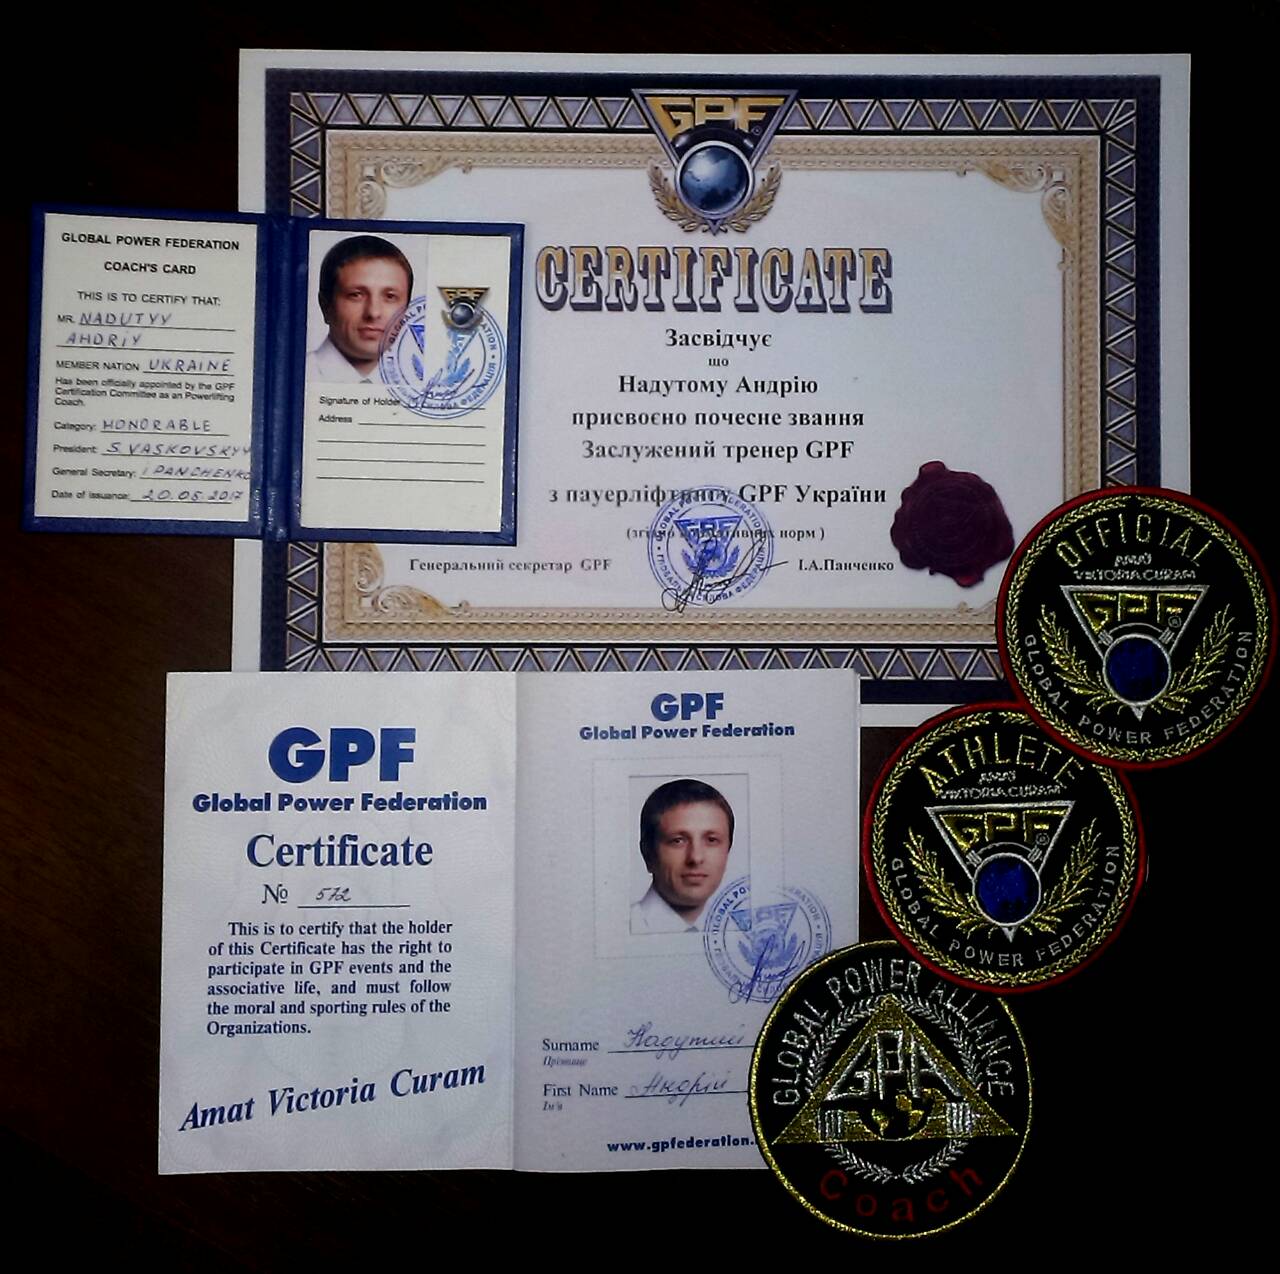 GPF
CERTIFICATE
Засвідчує
що
Надутому Андрію
присвоєно почесне звання
Заслужений тренер GPF
з пауерліфтингу GPF України
(згідно нормативних норм )
Генеральний секретар GPF
І.А.Панченко
GLOBAL POWER FEDERATION
COACH'S CARD
THIS IS TO CERTIFY THAT:
MR. NADUTYY
ANDRIY
MEMBER NATION UKRAINE
Has been officially appointed by the GPF
Certification Committee as an Powerlifting
Coach.
Category: HONORABLE
President: S. VASKOVSKYY
General Secretary: I PANCHENKO
Date of issuance: 20.05.2017
Signature of Holder
Address
GPF
Global Power Federation
Certificate
№ 572
This is to certify that the holder
of this Certificate has the right to
participate in GPF events and the
associative life, and must follow
the moral and sporting rules of the
Organizations.
Amat Victoria Curam
GPF
Global Power Federation
Surname Надутий
Прізвище
First Name Андрій
Ім'я
www.gpfederation.
OFFICIAL
AMAT
VIKTORIA CURAM
GPF
GLOBAL POWER FEDERATION
ATHLETE
AMAT
VIKTORIA CURAM
GPF
GLOBAL POWER FEDERATION
GLOBAL POWER ALLIANCE
GPA
Coach